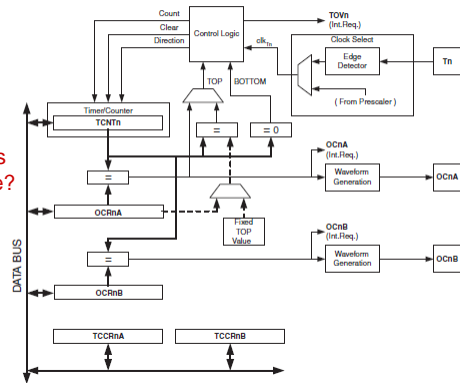 Count
Clear
Direction
Control Logic
TOVn
(Int.Req.)
clkTn
Clock Select
Edge
Detector
Tn
( From Prescaler )
TOP
BOTTOM
Timer/Counter
TCNTn
=
= 0
OCnA
(Int.Req.)
=
Waveform
Generation
OCnA
OCRnA
Fixed
TOP
Value
OCnB
(Int.Req.)
=
Waveform
Generation
OCnB
OCRnB
DATA BUS
TCCRnA
TCCRnB